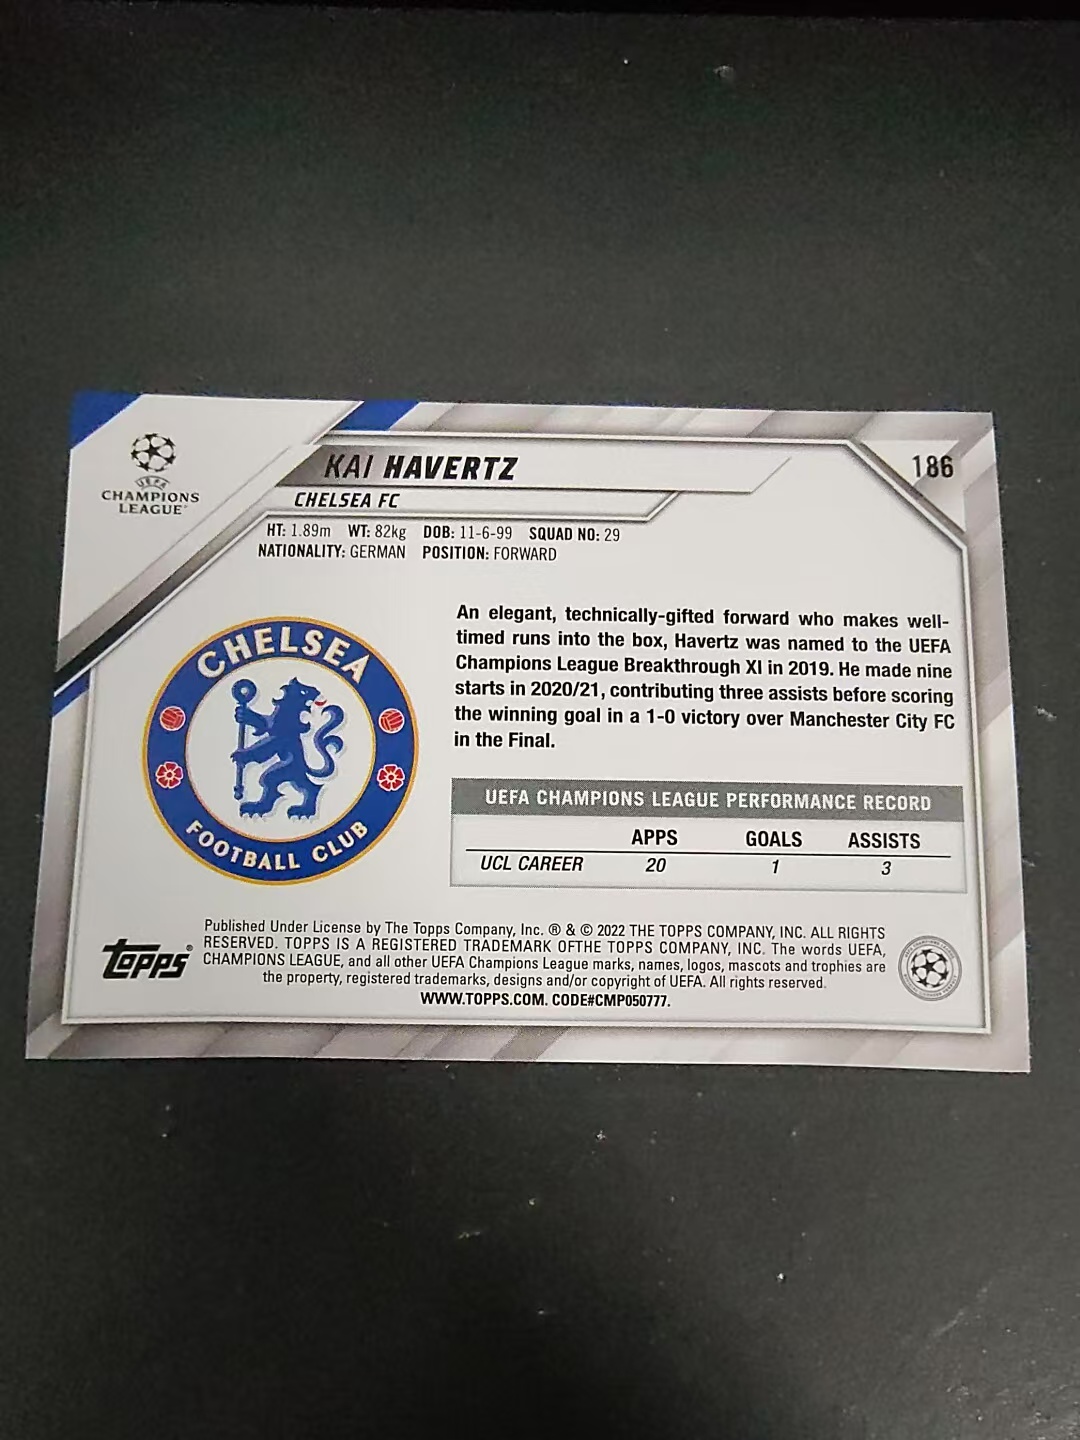 UEFA
CHAMPIONS
LEAGUE
KAI HAVERTZ
186
CHELSEA FC
HT: 1.89m WT: 82kg DOB: 11-6-99 SQUAD NO: 29
NATIONALITY: GERMAN POSITION: FORWARD
CHELSEA
FOOTBALL CLUB
An elegant, technically-gifted forward who makes well-
timed runs into the box, Havertz was named to the UEFA
Champions League Breakthrough XI in 2019. He made nine
starts in 2020/21, contributing three assists before scoring
the winning goal in a 1-0 victory over Manchester City FC
in the Final.
UEFA CHAMPIONS LEAGUE PERFORMANCE RECORD
APPS GOALS ASSISTS
UCL CAREER 20 1 3
Topps®
Published Under License by The Topps Company, Inc. ® & © 2022 THE TOPPS COMPANY, INC. ALL RIGHTS
RESERVED. TOPPS IS A REGISTERED TRADEMARK OFTHE TOPPS COMPANY, INC. The words UEFA,
CHAMPIONS LEAGUE, and all other UEFA Champions League marks, names, logos, mascots and trophies are
the property, registered trademarks, designs and/or copyright of UEFA. All rights reserved.
WWW.TOPPS.COM. CODE#CMP050777.